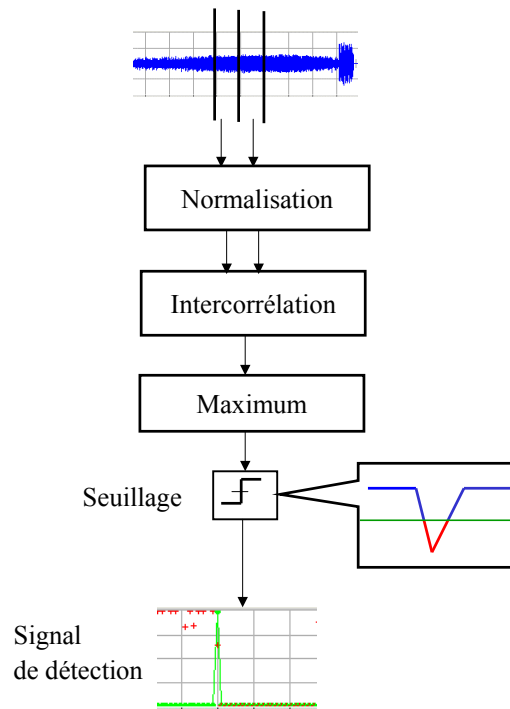 Normalisation
Intercorrélation
Maximum
Seuillage
Signal
de détection